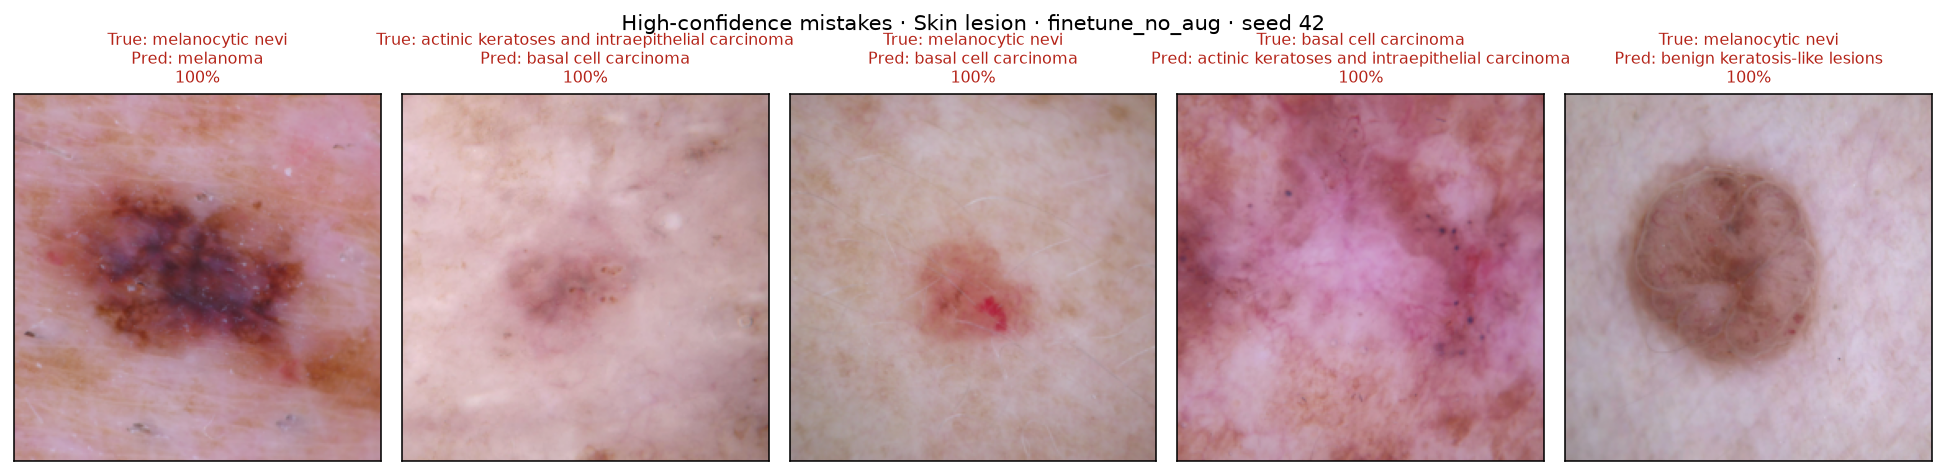 High-confidence mistakes · Skin lesion · finetune_no_aug · seed 42
True: melanocytic nevi
Pred: melanoma
100%
True: actinic keratoses and intraepithelial carcinoma
Pred: basal cell carcinoma
100%
True: melanocytic nevi
Pred: basal cell carcinoma
100%
True: basal cell carcinoma
Pred: actinic keratoses and intraepithelial carcinoma
100%
True: melanocytic nevi
Pred: benign keratosis-like lesions
100%